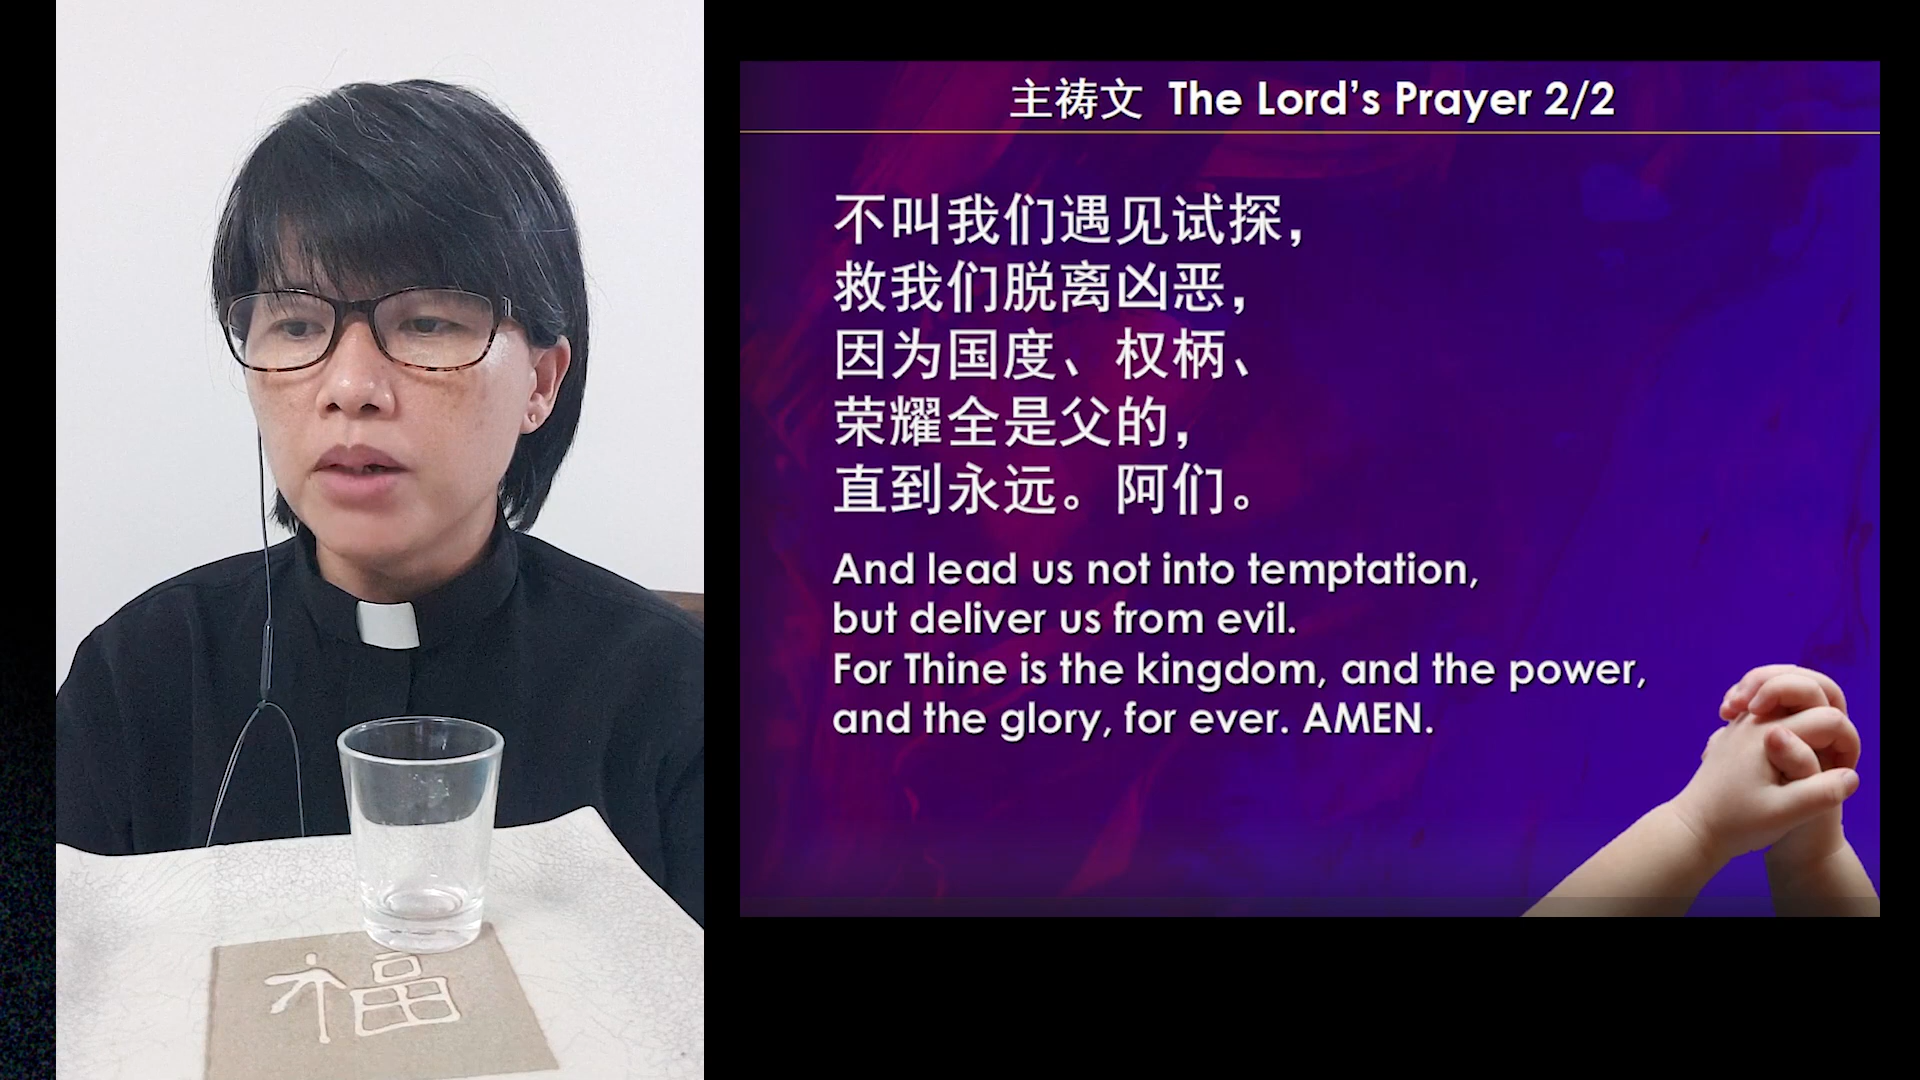 主祷文 The Lord’s Prayer 2/2
不叫我们遇见试探，
救我们脱离凶恶，
因为国度、权柄、
荣耀全是父的，
直到永远。阿们。
And lead us not into temptation,
but deliver us from evil.
For Thine is the kingdom, and the power,
and the glory, for ever. AMEN.
福